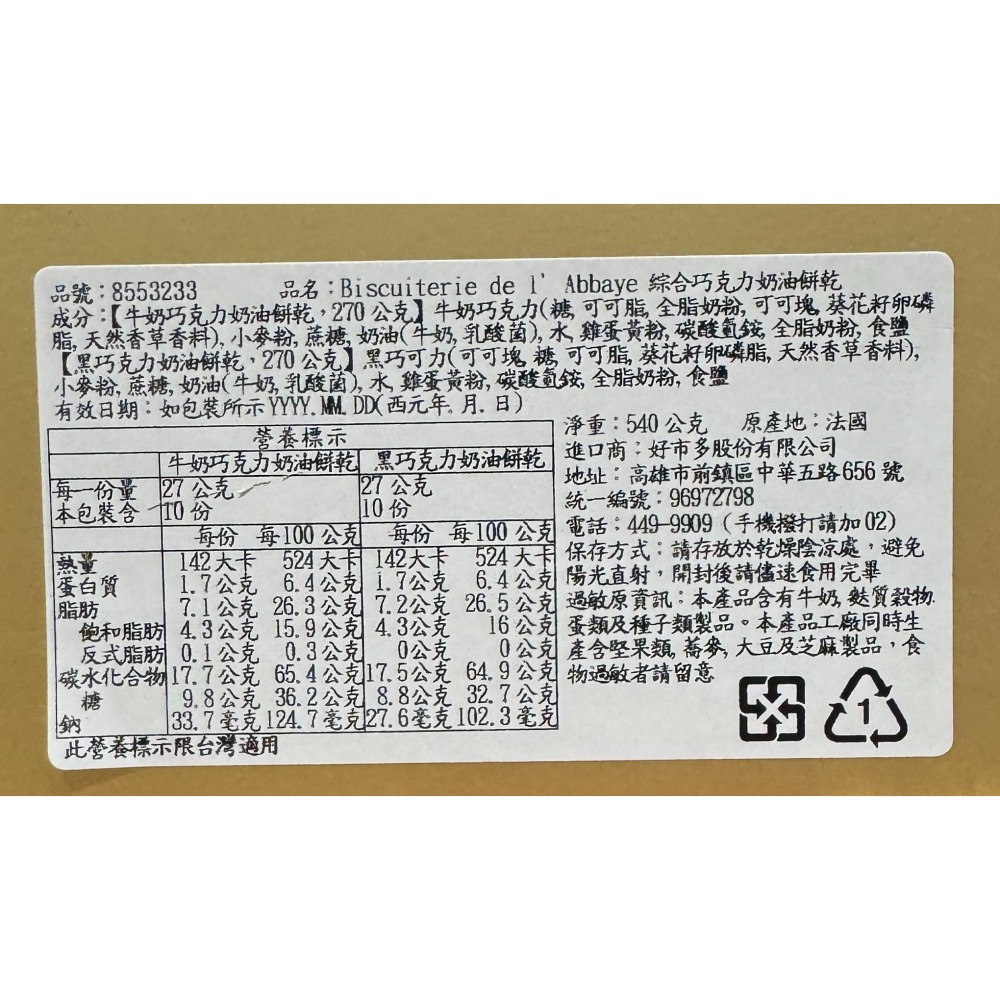 品號：8553233 品名：Biscuiterie de l' Abbaye 綜合巧克力奶油餅乾
成分：【牛奶巧克力奶油餅乾，270 公克】牛奶巧克力(糖, 可可脂, 全脂奶粉, 可可塊, 葵花籽卵磷
脂, 天然香草香料), 小麥粉, 蔗糖, 奶油(牛奶, 乳酸菌), 水, 雞蛋黃粉, 碳酸氫銨, 全脂奶粉, 食鹽
【黑巧克力奶油餅乾，270 公克】黑巧可力(可可塊, 糖, 可可脂, 葵花籽卵磷脂, 天然香草香料),
小麥粉, 蔗糖, 奶油(牛奶, 乳酸菌), 水, 雞蛋黃粉, 碳酸氫銨, 全脂奶粉, 食鹽
有效日期：如包裝所示 YYYY. MM. DD(西元年. 月. 日)
營養標示
牛奶巧克力奶油餅乾 黑巧克力奶油餅乾
每一份量 27 公克 27 公克
本包裝含 10 份 10 份
每份 每 100 公克 每份 每 100 公克
熱量 142 大卡 524 大卡 142 大卡 524 大卡
蛋白質 1.7 公克 6.4 公克 1.7 公克 6.4 公克
脂肪 7.1 公克 26.3 公克 7.2 公克 26.5 公克
飽和脂肪 4.3 公克 15.9 公克 4.3 公克 16 公克
反式脂肪 0.1 公克 0.3 公克 0 公克 0 公克
碳水化合物 17.7 公克 65.4 公克 17.5 公克 64.9 公克
糖 9.8 公克 36.2 公克 8.8 公克 32.7 公克
鈉 33.7 毫克 124.7 毫克 27.6 毫克 102.3 毫克
此營養標示限台灣適用
淨重：540 公克 原產地：法國
進口商：好市多股份有限公司
地址：高雄市前鎮區中華五路 656 號
統一編號：96972798
電話：449-9909 (手機撥打請加 02)
保存方式：請存放於乾燥陰涼處，避免
陽光直射，開封後請儘速食用完畢
過敏原資訊：本產品含有牛奶, 麩質穀物,
蛋類及種子類製品。本產品工廠同時生
產含堅果類, 蕎麥, 大豆及芝麻製品，食
物過敏者請留意
1